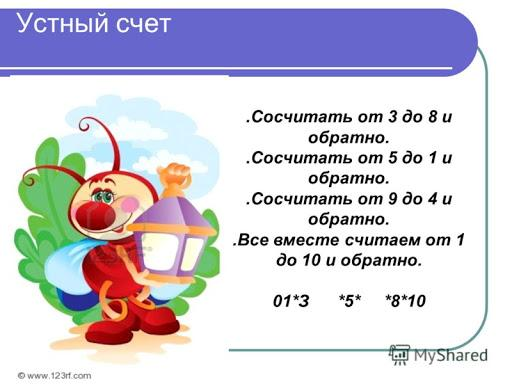 Устный счет
.Сосчитать от 3 до 8 и
обратно.
.Сосчитать от 5 до 1 и
обратно.
.Сосчитать от 9 до 4 и
обратно.
.Все вместе считаем от 1
до 10 и обратно.
01*З *5* *8*10
MyShared
© www.123rf.com